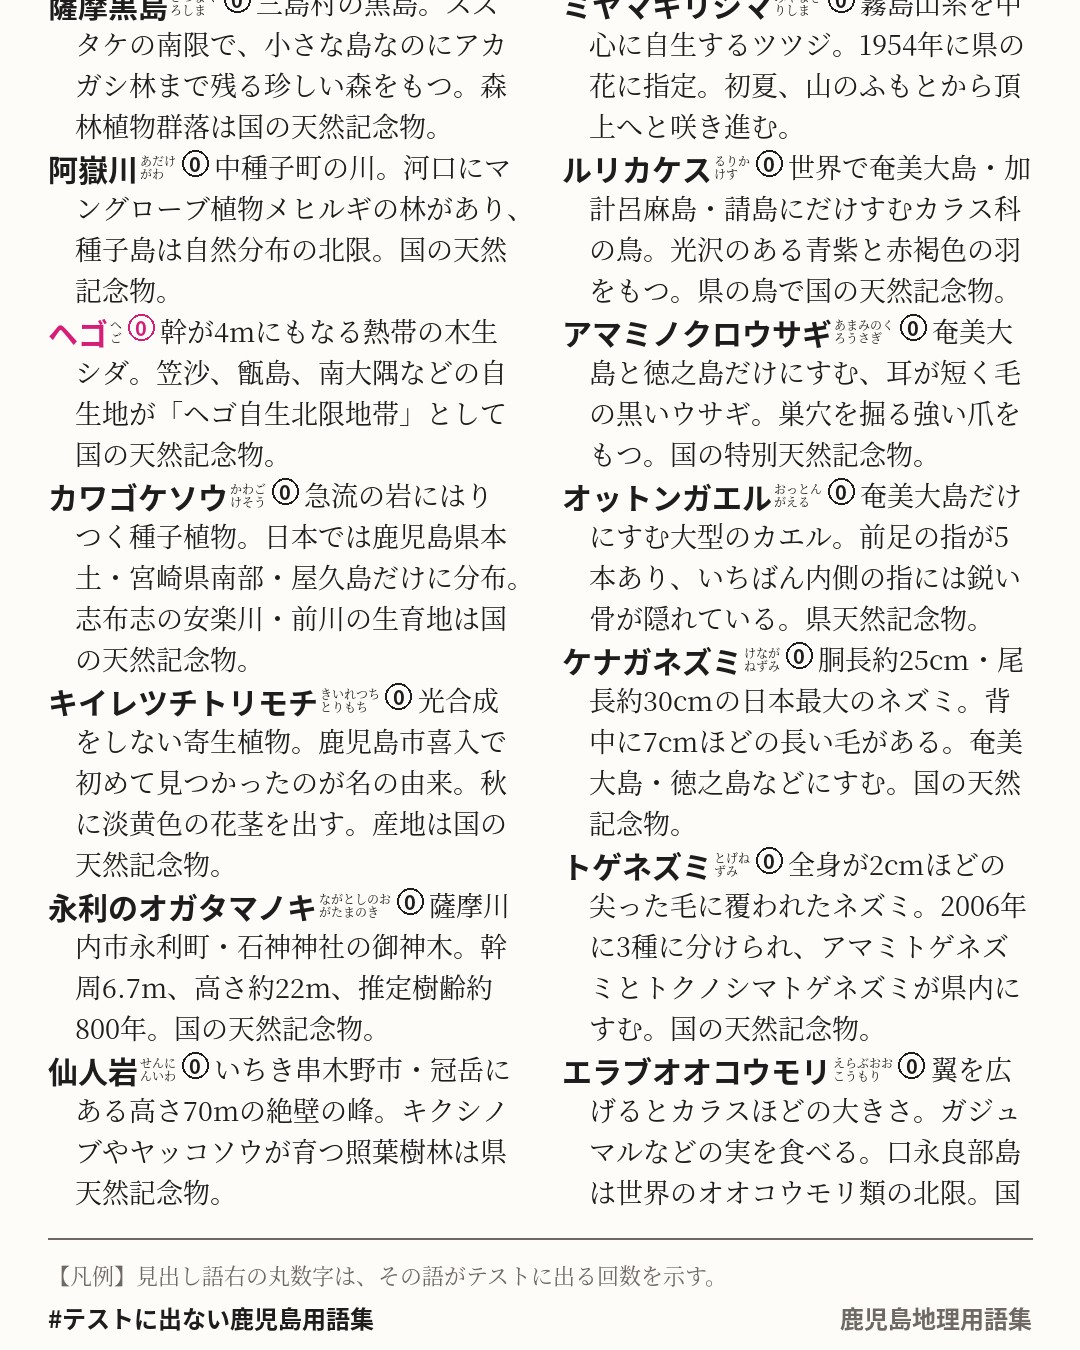 薩摩黒島 ろしま ⓪ 三島村の黒島。スズ
タケの南限で、小さな島なのにアカ
ガシ林まで残る珍しい森をもつ。森
林植物群落は国の天然記念物。
阿嶽川 あだけがわ ⓪ 中種子町の川。河口にマ
ングローブ植物メヒルギの林があり、
種子島は自然分布の北限。国の天然
記念物。
ヘゴ へご ⓪ 幹が4mにもなる熱帯の木生
シダ。笠沙、甑島、南大隅などの自
生地が「ヘゴ自生北限地帯」として
国の天然記念物。
カワゴケソウ かわごけそう ⓪ 急流の岩にはり
つく種子植物。日本では鹿児島県本
土・宮崎県南部・屋久島だけに分布。
志布志の安楽川・前川の生育地は国
の天然記念物。
キイレツチトリモチ きいれつちとりもち ⓪ 光合成
をしない寄生植物。鹿児島市喜入で
初めて見つかったのが名の由来。秋
に淡黄色の花茎を出す。産地は国の
天然記念物。
永利のオガタマノキ ながとしのおがたまのき ⓪ 薩摩川
内市永利町・石神神社の御神木。幹
周6.7m、高さ約22m、推定樹齢約
800年。国の天然記念物。
仙人岩 せんにんいわ ⓪ いちき串木野市・冠岳に
ある高さ70mの絶壁の峰。キクシノ
ブやヤッコソウが育つ照葉樹林は県
天然記念物。
ミヤマキリシマ りしま ⓪ 霧島山系を中
心に自生するツツジ。1954年に県の
花に指定。初夏、山のふもとから頂
上へと咲き進む。
ルリカケス るりかけす ⓪ 世界で奄美大島・加
計呂麻島・請島にだけすむカラス科
の鳥。光沢のある青紫と赤褐色の羽
をもつ。県の鳥で国の天然記念物。
アマミノクロウサギ あまみのくろうさぎ ⓪ 奄美大
島と徳之島だけにすむ、耳が短く毛
の黒いウサギ。巣穴を掘る強い爪を
もつ。国の特別天然記念物。
オットンガエル おっとんがえる ⓪ 奄美大島だけ
にすむ大型のカエル。前足の指が5
本あり、いちばん内側の指には鋭い
骨が隠れている。県天然記念物。
ケナガネズミ けながねずみ ⓪ 胴長約25cm・尾
長約30cmの日本最大のネズミ。背
中に7cmほどの長い毛がある。奄美
大島・徳之島などにすむ。国の天然
記念物。
トゲネズミ とげねずみ ⓪ 全身が2cmほどの
尖った毛に覆われたネズミ。2006年
に3種に分けられ、アマミトゲネズ
ミとトクノシマトゲネズミが県内に
すむ。国の天然記念物。
エラブオオコウモリ えらぶおおこうもり ⓪ 翼を広
げるとカラスほどの大きさ。ガジュ
マルなどの実を食べる。口永良部島
は世界のオオコウモリ類の北限。国
【凡例】見出し語右の丸数字は、その語がテストに出る回数を示す。
#テストに出ない鹿児島用語集
鹿児島地理用語集